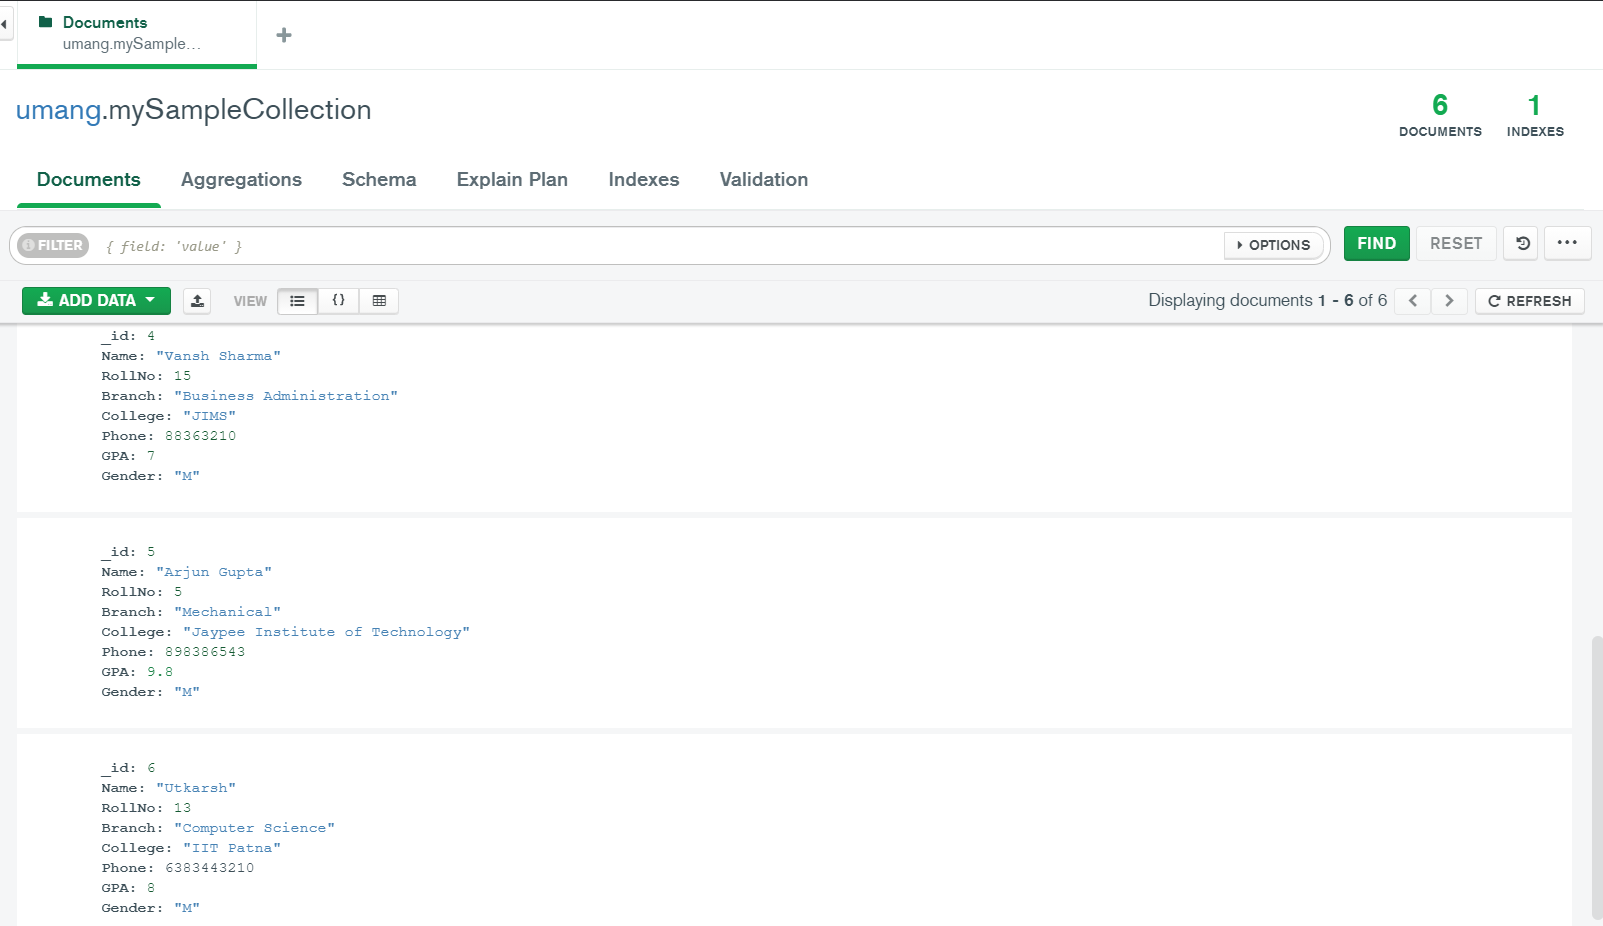 Documents
umang.mySample...
umang.mySampleCollection
6
DOCUMENTS
1
INDEXES
Documents Aggregations Schema Explain Plan Indexes Validation
FILTER { field: 'value' } OPTIONS FIND RESET ...
ADD DATA VIEW { } Displaying documents 1 - 6 of 6 REFRESH
_id: 4
Name: "Vansh Sharma"
RollNo: 15
Branch: "Business Administration"
College: "JIMS"
Phone: 88363210
GPA: 7
Gender: "M"
_id: 5
Name: "Arjun Gupta"
RollNo: 5
Branch: "Mechanical"
College: "Jaypee Institute of Technology"
Phone: 898386543
GPA: 9.8
Gender: "M"
_id: 6
Name: "Utkarsh"
RollNo: 13
Branch: "Computer Science"
College: "IIT Patna"
Phone: 6383443210
GPA: 8
Gender: "M"